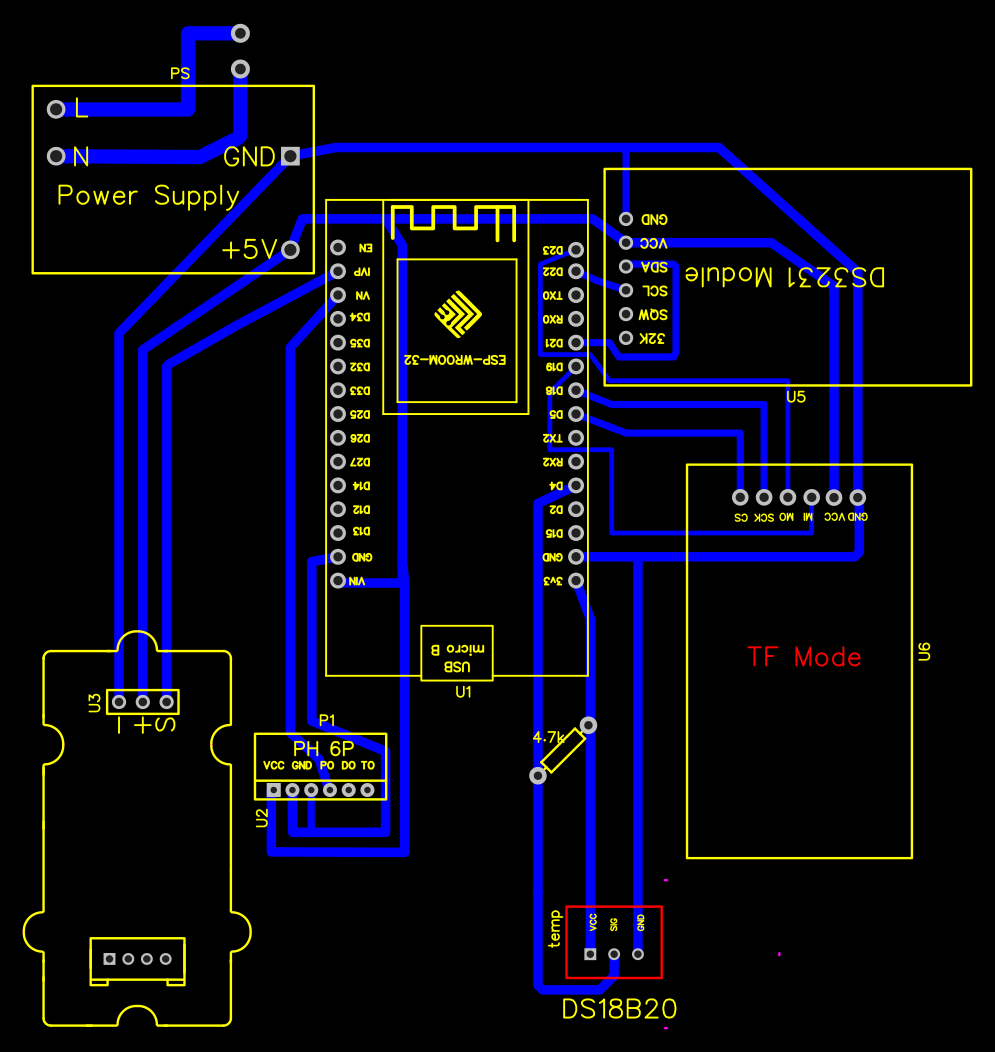 PS
L
N
GND
Power Supply
+5V
EN
IVP
VN
D34
D35
D32
D33
D25
D26
D27
D14
D12
D13
GND
VIN
ESP-WROOM-32
D23
D22
TX0
RX0
D21
D19
D18
D5
TX2
RX2
D4
D2
D15
GND
3v3
USB
micro B
U1
GND
VCC
SDA
SCL
SQW
32K
DS3231 Module
U5
CS SCK MO MI VCC GND
TF Mode
U6
U3
- + S
P1
PH 6P
VCC GND PO DO TO
U2
4.7k
temp
VCC SIG GND
DS18B20